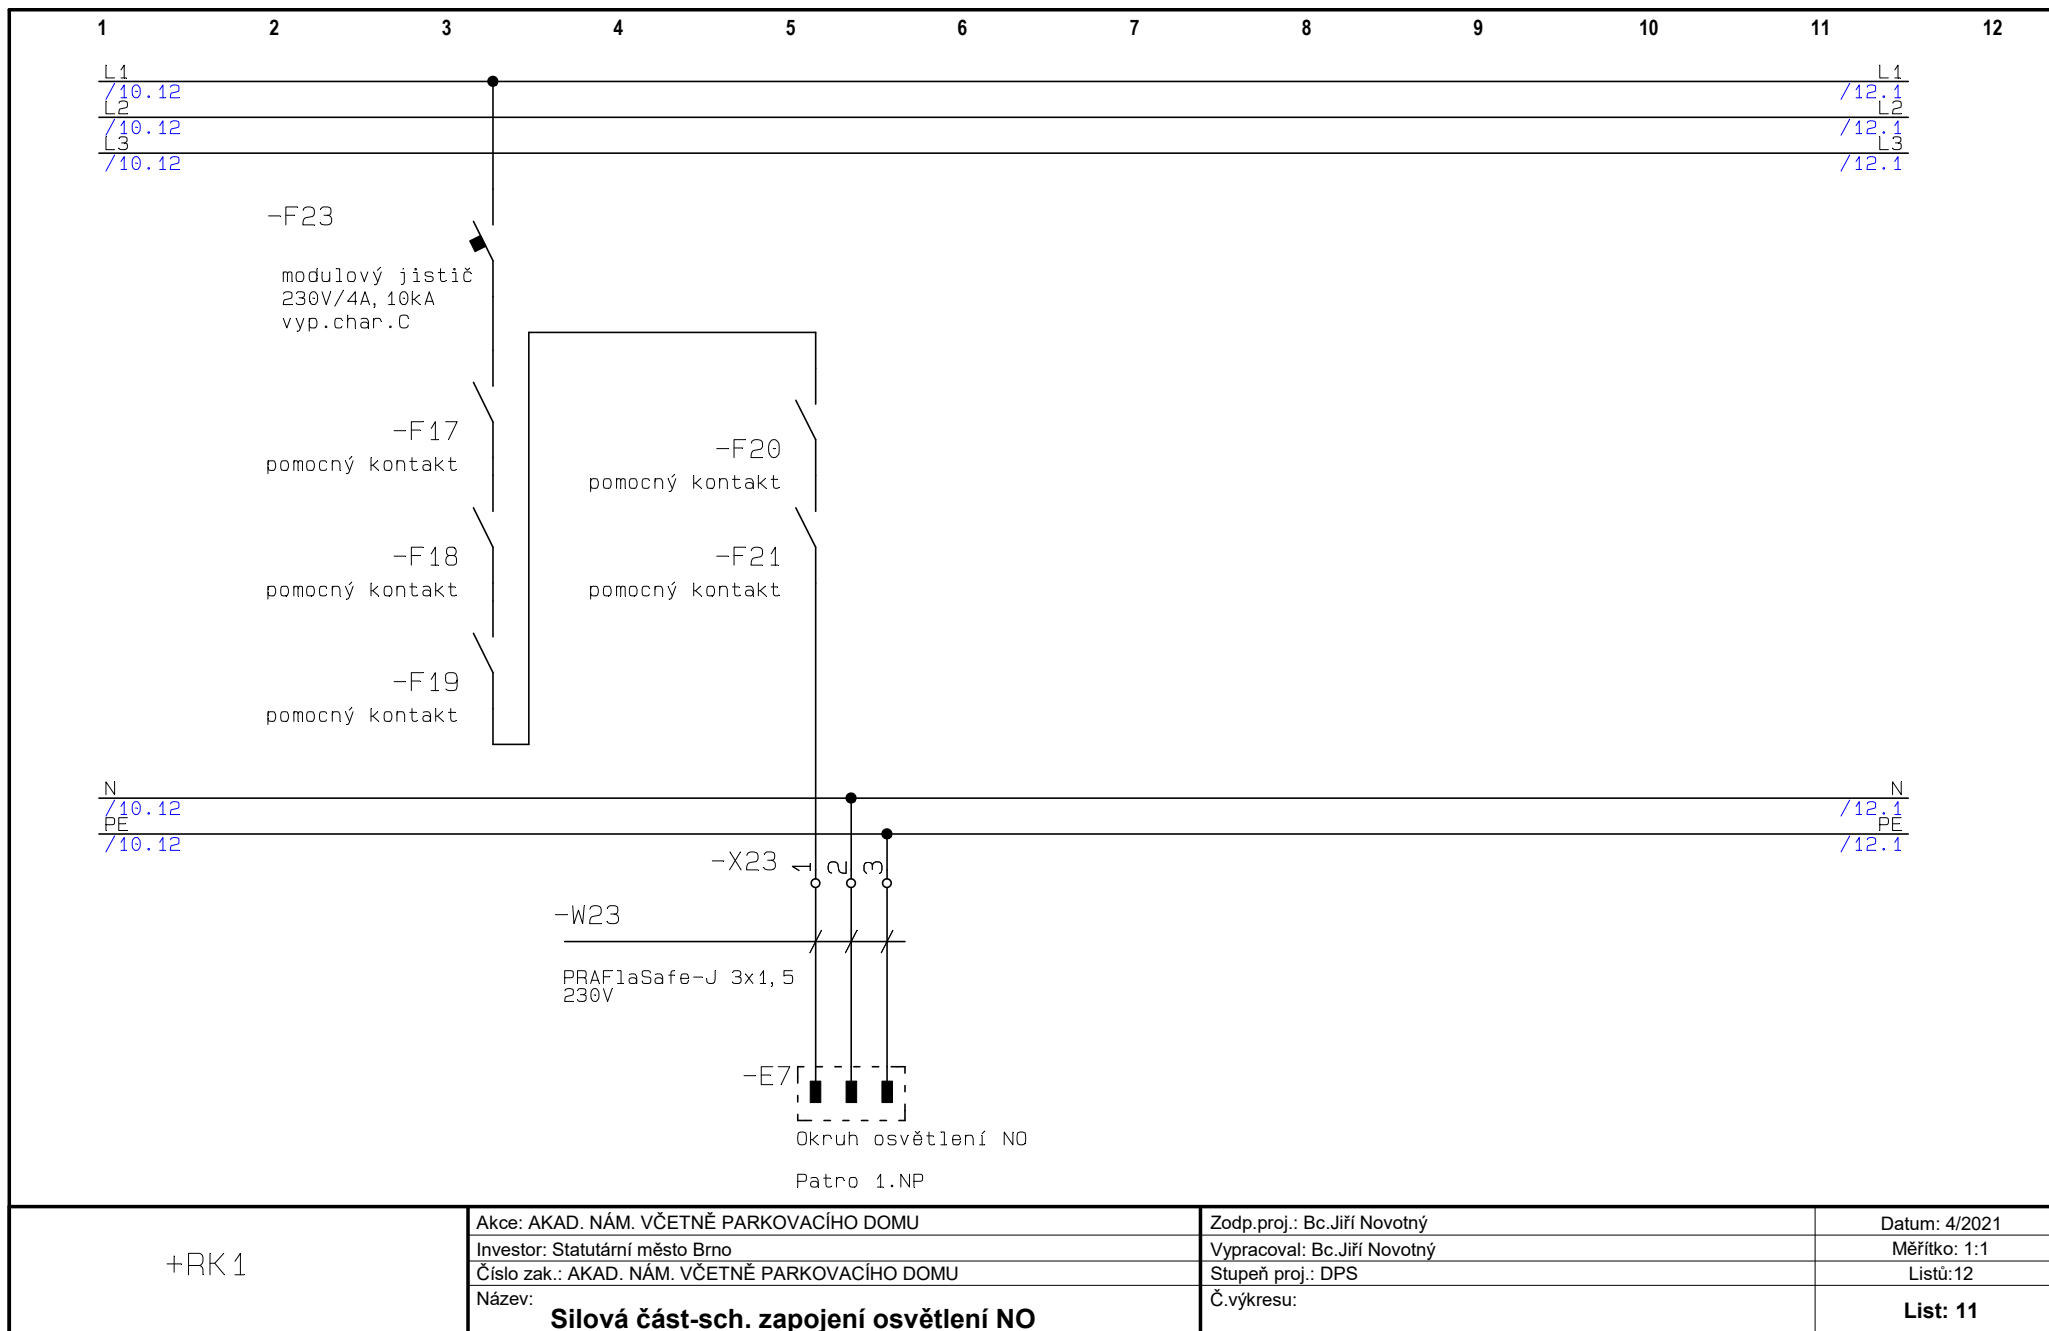 1 2 3 4 5 6 7 8 9 10 11 12
L1 L1
/10.12 /12.1
L2 L2
/10.12 /12.1
L3 L3
/10.12 /12.1
-F23
modulový jistič
230V/4A,10kA
vyp.char.C
-F17
pomocný kontakt
-F20
pomocný kontakt
-F18
pomocný kontakt
-F21
pomocný kontakt
-F19
pomocný kontakt
N N
/10.12 /12.1
PE PE
/10.12 /12.1
-X23 1 2 3
-W23
PRAFlaSafe-J 3x1,5
230V
-E7
Okruh osvětlení NO
Patro 1.NP
+RK1
Akce: AKAD. NÁM. VČETNĚ PARKOVACÍHO DOMU
Investor: Statutární město Brno
Číslo zak.: AKAD. NÁM. VČETNĚ PARKOVACÍHO DOMU
Název:
Silová část-sch. zapojení osvětlení NO
Zodp.proj.: Bc.Jiří Novotný
Vypracoval: Bc.Jiří Novotný
Stupeň proj.: DPS
Č.výkresu:
Datum: 4/2021
Měřítko: 1:1
Listů:12
List: 11